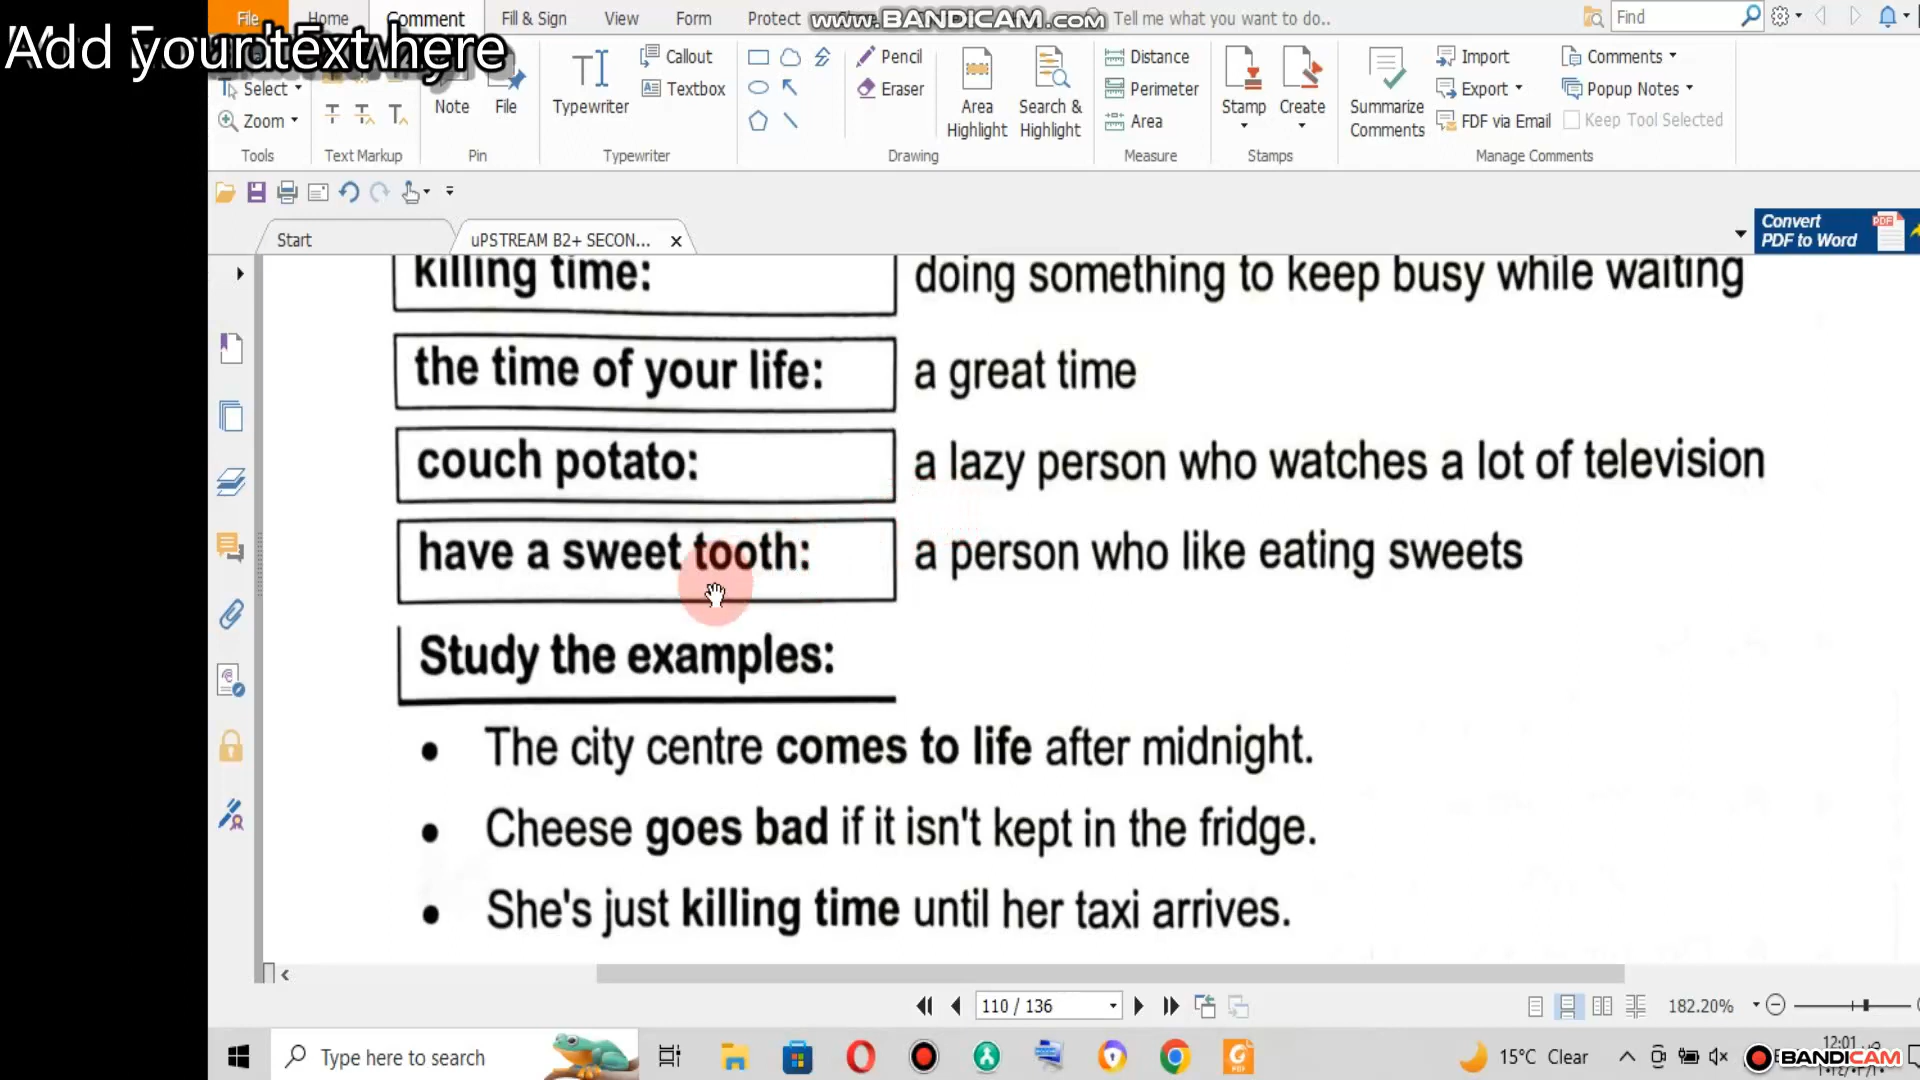 File Home Comment Fill & Sign View Form Protect www.BANDICAM.com Tell me what you want to do.. Find
Add your text here
Callout Pencil Distance Import Comments
Select Textbox Eraser Perimeter Export Popup Notes
Note File Typewriter Area Highlight Search & Highlight Stamp Create Summarize Comments
Zoom Area FDF via Email Keep Tool Selected
Tools Text Markup Pin Typewriter Drawing Measure Stamps Manage Comments
Start uPSTREAM B2+ SECON... Convert
PDF to Word
killing time: doing something to keep busy while waiting
the time of your life: a great time
couch potato: a lazy person who watches a lot of television
have a sweet tooth: a person who like eating sweets
Study the examples:
• The city centre comes to life after midnight.
• Cheese goes bad if it isn't kept in the fridge.
• She's just killing time until her taxi arrives.
110 / 136 182.20%
Type here to search 15°C Clear 12:01
BANDICAM